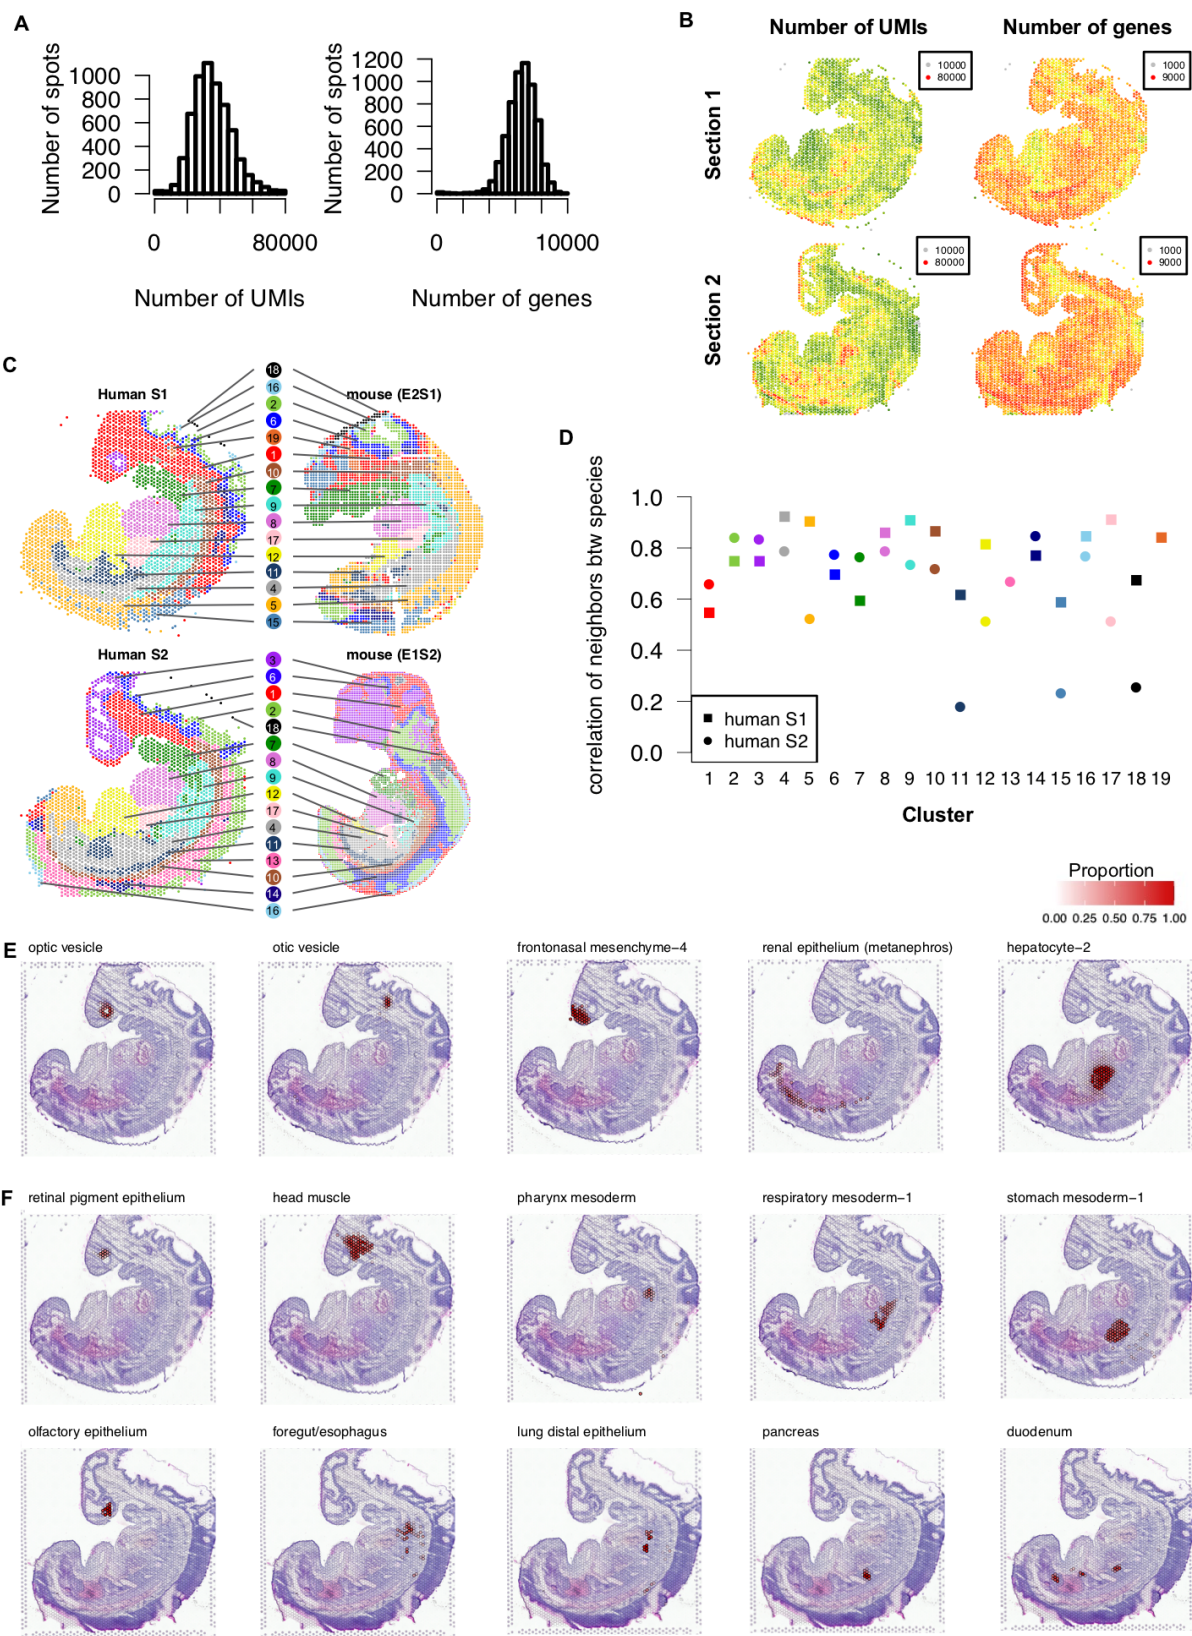 A
Number of spots
1000
800
600
400
200
0
0
80000
Number of UMIs
Number of spots
1200
1000
800
600
400
200
0
0
10000
Number of genes
B
Number of UMIs
Number of genes
Section 1
10000
80000
1000
9000
Section 2
10000
80000
1000
9000
C
Human S1
mouse (E2S1)
18
16
2
6
19
1
10
7
9
8
17
12
11
4
5
15
Human S2
mouse (E1S2)
3
6
1
2
18
7
8
9
12
17
4
11
13
10
14
16
D
correlation of neighbors btw species
1.0
0.8
0.6
0.4
0.2
0.0
human S1
human S2
1 2 3 4 5 6 7 8 9 10 11 12 13 14 15 16 17 18 19
Cluster
Proportion
0.00 0.25 0.50 0.75 1.00
E
optic vesicle
otic vesicle
frontonasal mesenchyme−4
renal epithelium (metanephros)
hepatocyte−2
F
retinal pigment epithelium
head muscle
pharynx mesoderm
respiratory mesoderm−1
stomach mesoderm−1
olfactory epithelium
foregut/esophagus
lung distal epithelium
pancreas
duodenum